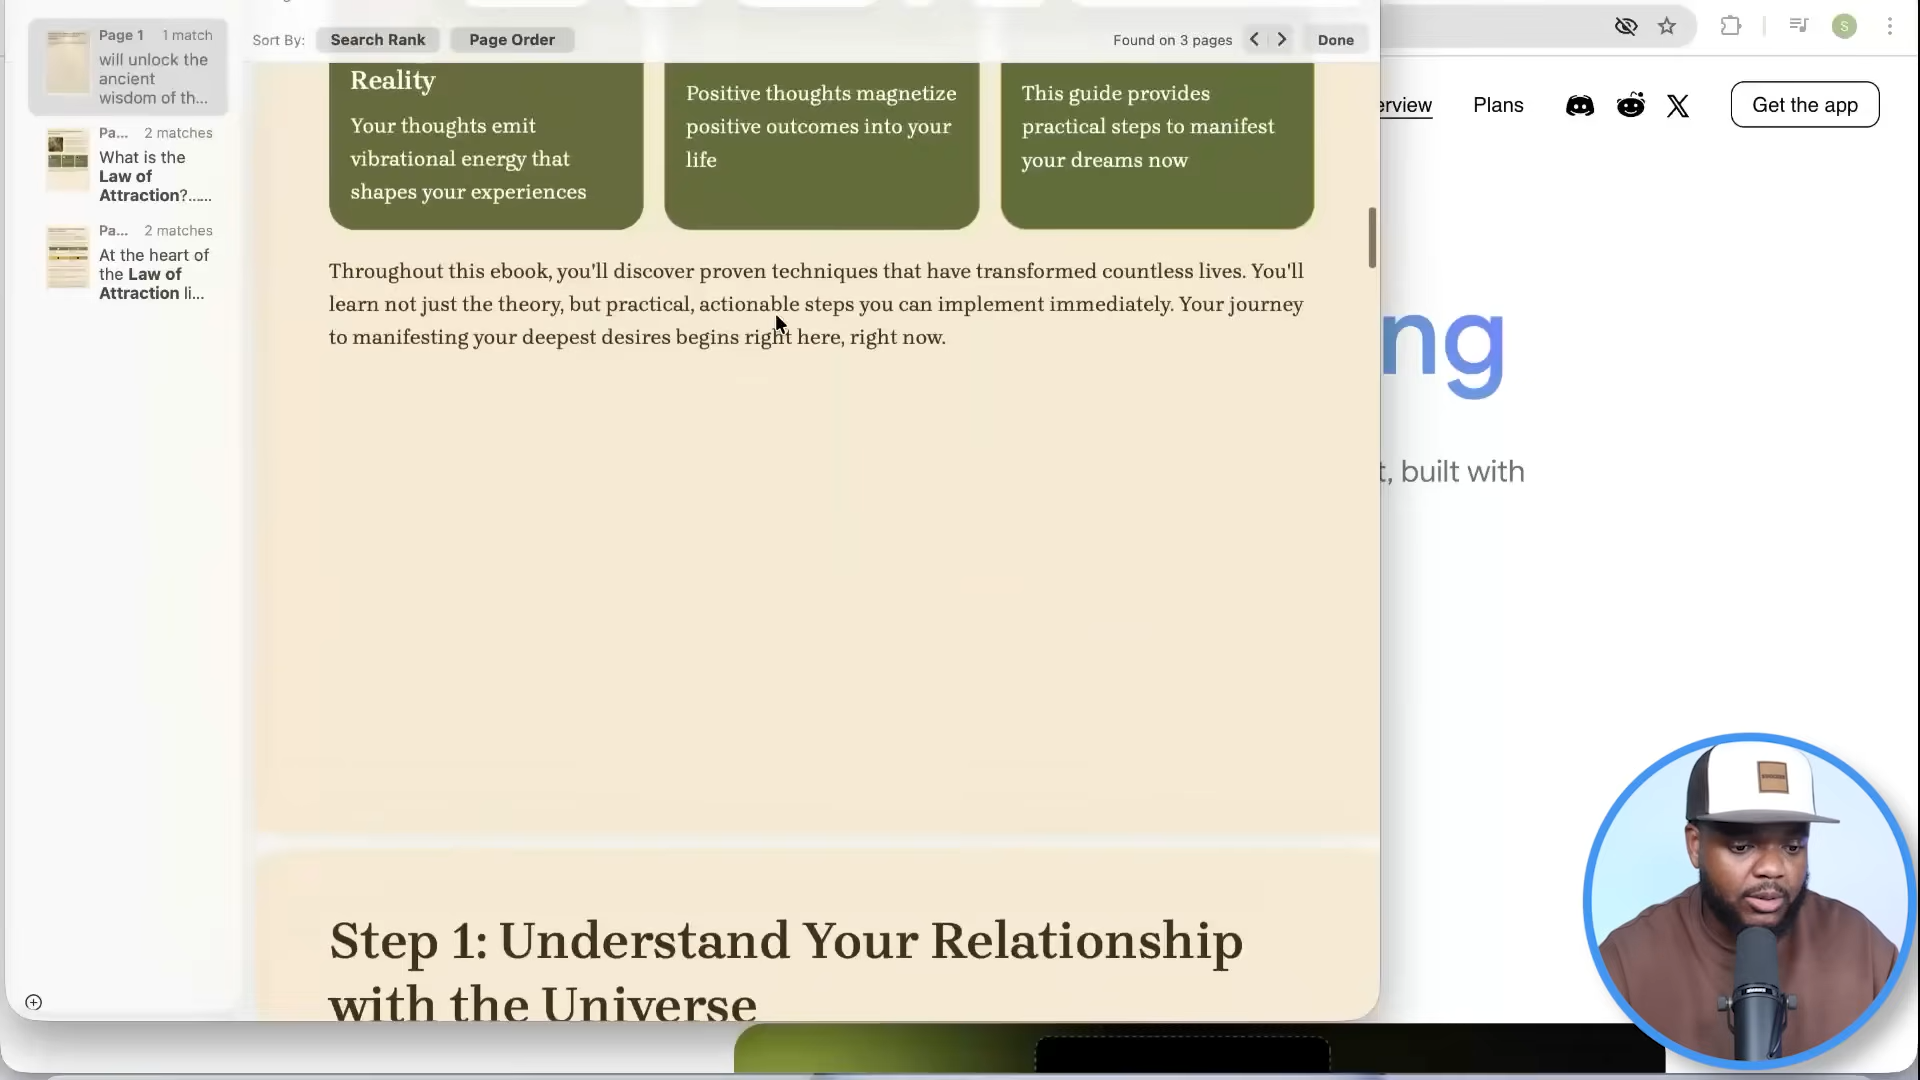 Page 1 1 match
will unlock the
ancient
wisdom of th...
Pa... 2 matches
What is the
Law of
Attraction?......
Pa... 2 matches
At the heart of
the Law of
Attraction li...
Sort By: Search Rank Page Order
Found on 3 pages Done
Reality
Your thoughts emit
vibrational energy that
shapes your experiences
Positive thoughts magnetize
positive outcomes into your
life
This guide provides
practical steps to manifest
your dreams now
Throughout this ebook, you'll discover proven techniques that have transformed countless lives. You'll
learn not just the theory, but practical, actionable steps you can implement immediately. Your journey
to manifesting your deepest desires begins right here, right now.
Step 1: Understand Your Relationship
with the Universe
S
erview Plans Get the app
ng
t, built with